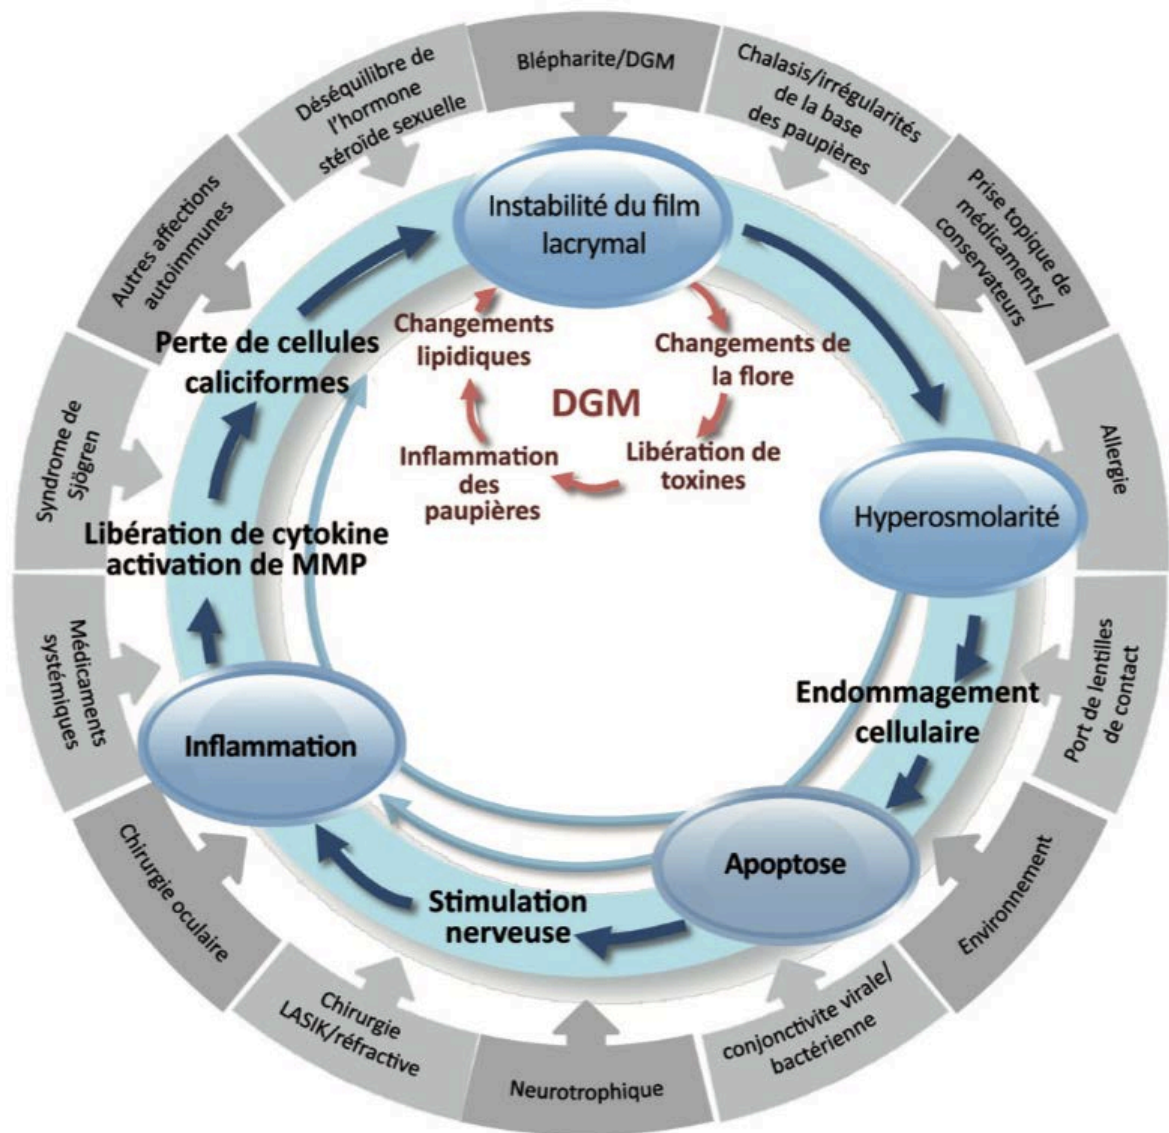 Blépharite/DGM
Chalasis/irrégularités
de la base
des paupières
Prise topique de
médicaments/
conservateurs
Allergie
Port de lentilles
de contact
Environnement
conjonctivite virale/
bactérienne
Neurotrophique
Chirurgie
LASIK/réfractive
Chirurgie oculaire
Médicaments
systémiques
Syndrome de
Sjögren
Autres affections
autoimmunes
Déséquilibre de
l'hormone
stéroïde sexuelle
Instabilité du film
lacrymal
Hyperosmolarité
Endommagement
cellulaire
Apoptose
Stimulation
nerveuse
Inflammation
Libération de cytokine
activation de MMP
Perte de cellules
caliciformes
DGM
Changements de
la flore
Libération de
toxines
Inflammation
des
paupières
Changements
lipidiques